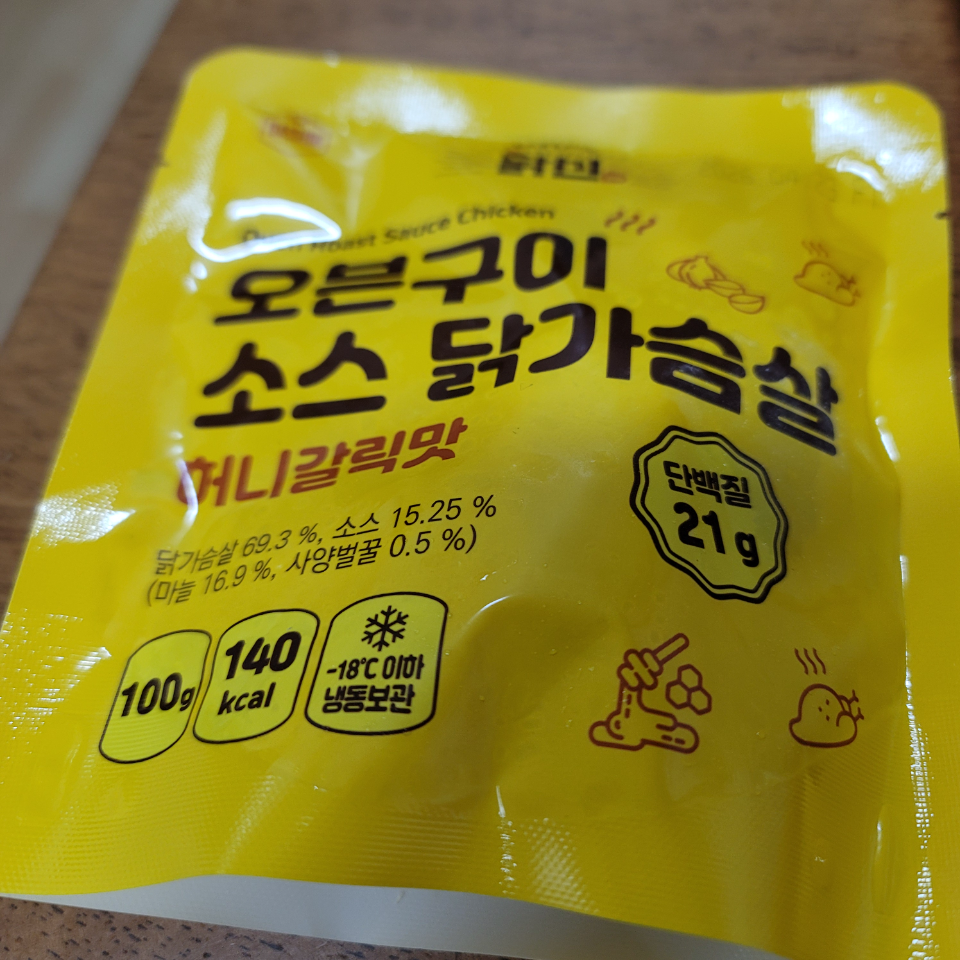 Roast Sauce Chicken
오븐구이
소스 닭가슴살
허니갈릭맛
단백질
21 g
닭가슴살 69.3 %, 소스 15.25 %
(마늘 16.9 %, 사양벌꿀 0.5 %)
100g
140
kcal
-18℃ 이하
냉동보관